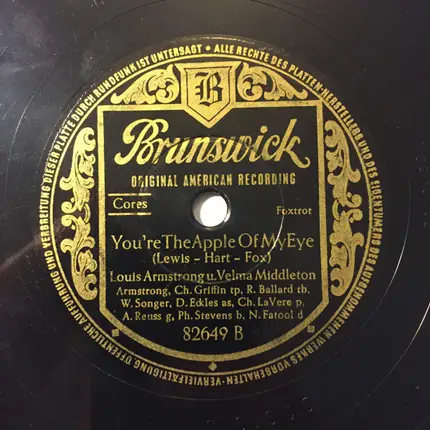 ALLE RECHTE DES PLATTEN-HERSTELLERS UND DES EIGENTÜMERS DES AUFGENOMMENEN WERKES VORBEHALTEN · VERVIELFÄLTIGUNG, ÖFFENTLICHE AUFFÜHRUNG UND VERBREITUNG DIESER PLATTE DURCH RUNDFUNK IST UNTERSAGT ·
B
Brunswick
ORIGINAL AMERICAN RECORDING
Cores
Foxtrot
You're The Apple Of My Eye
(Lewis - Hart - Fox)
Louis Armstrong u. Velma Middleton
Armstrong, Ch. Griffin tp, R. Ballard tb,
W. Songer, D. Eckles as, Ch. LaVere p,
A. Reuss g, Ph. Stevens b, N. Fatool d
82649 B